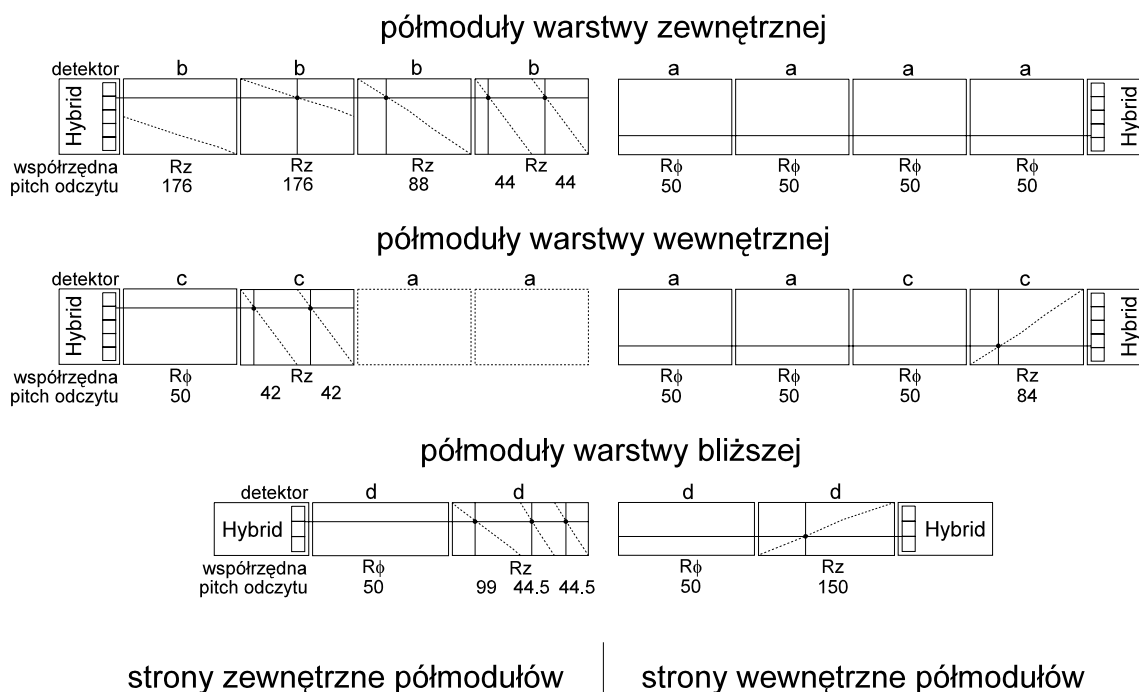 półmoduły warstwy zewnętrznej
detektor b b b b a a a a
Hybrid Hybrid
współrzędna Rz Rz Rz Rz Rϕ Rϕ Rϕ Rϕ
pitch odczytu 176 176 88 44 44 50 50 50 50
półmoduły warstwy wewnętrznej
detektor c c a a a a c c
Hybrid Hybrid
współrzędna Rϕ Rz Rϕ Rϕ Rϕ Rz
pitch odczytu 50 42 42 50 50 50 84
półmoduły warstwy bliższej
detektor d d d d
Hybrid Hybrid
współrzędna Rϕ Rz Rϕ Rz
pitch odczytu 50 99 44.5 44.5 50 150
strony zewnętrzne półmodułów strony wewnętrzne półmodułów